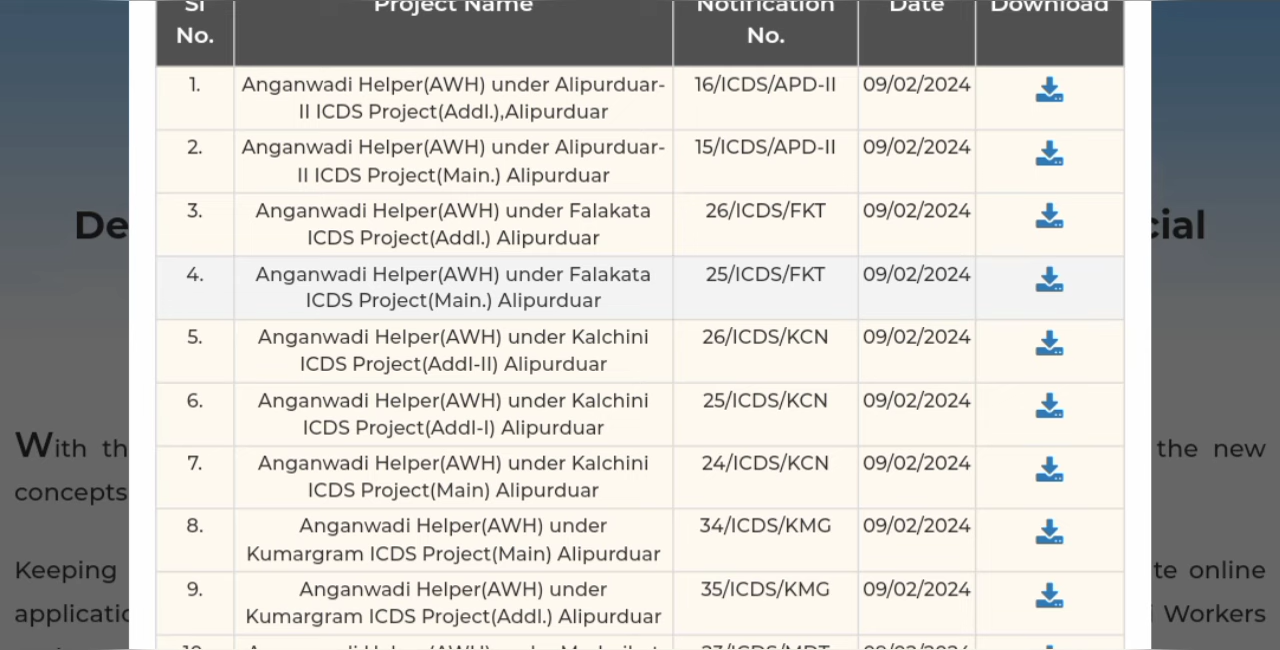 Sl
No.
Project Name
Notification
No.
Date
Download
1.
Anganwadi Helper(AWH) under Alipurduar-
II ICDS Project(Addl.),Alipurduar
16/ICDS/APD-II
09/02/2024
2.
Anganwadi Helper(AWH) under Alipurduar-
II ICDS Project(Main.) Alipurduar
15/ICDS/APD-II
09/02/2024
3.
Anganwadi Helper(AWH) under Falakata
ICDS Project(Addl.) Alipurduar
26/ICDS/FKT
09/02/2024
4.
Anganwadi Helper(AWH) under Falakata
ICDS Project(Main.) Alipurduar
25/ICDS/FKT
09/02/2024
5.
Anganwadi Helper(AWH) under Kalchini
ICDS Project(Addl-II) Alipurduar
26/ICDS/KCN
09/02/2024
6.
Anganwadi Helper(AWH) under Kalchini
ICDS Project(Addl-I) Alipurduar
25/ICDS/KCN
09/02/2024
7.
Anganwadi Helper(AWH) under Kalchini
ICDS Project(Main) Alipurduar
24/ICDS/KCN
09/02/2024
8.
Anganwadi Helper(AWH) under
Kumargram ICDS Project(Main) Alipurduar
34/ICDS/KMG
09/02/2024
9.
Anganwadi Helper(AWH) under
Kumargram ICDS Project(Addl.) Alipurduar
35/ICDS/KMG
09/02/2024
De
cial
With th
the new
concepts
Keeping
te online
applicatio
Workers